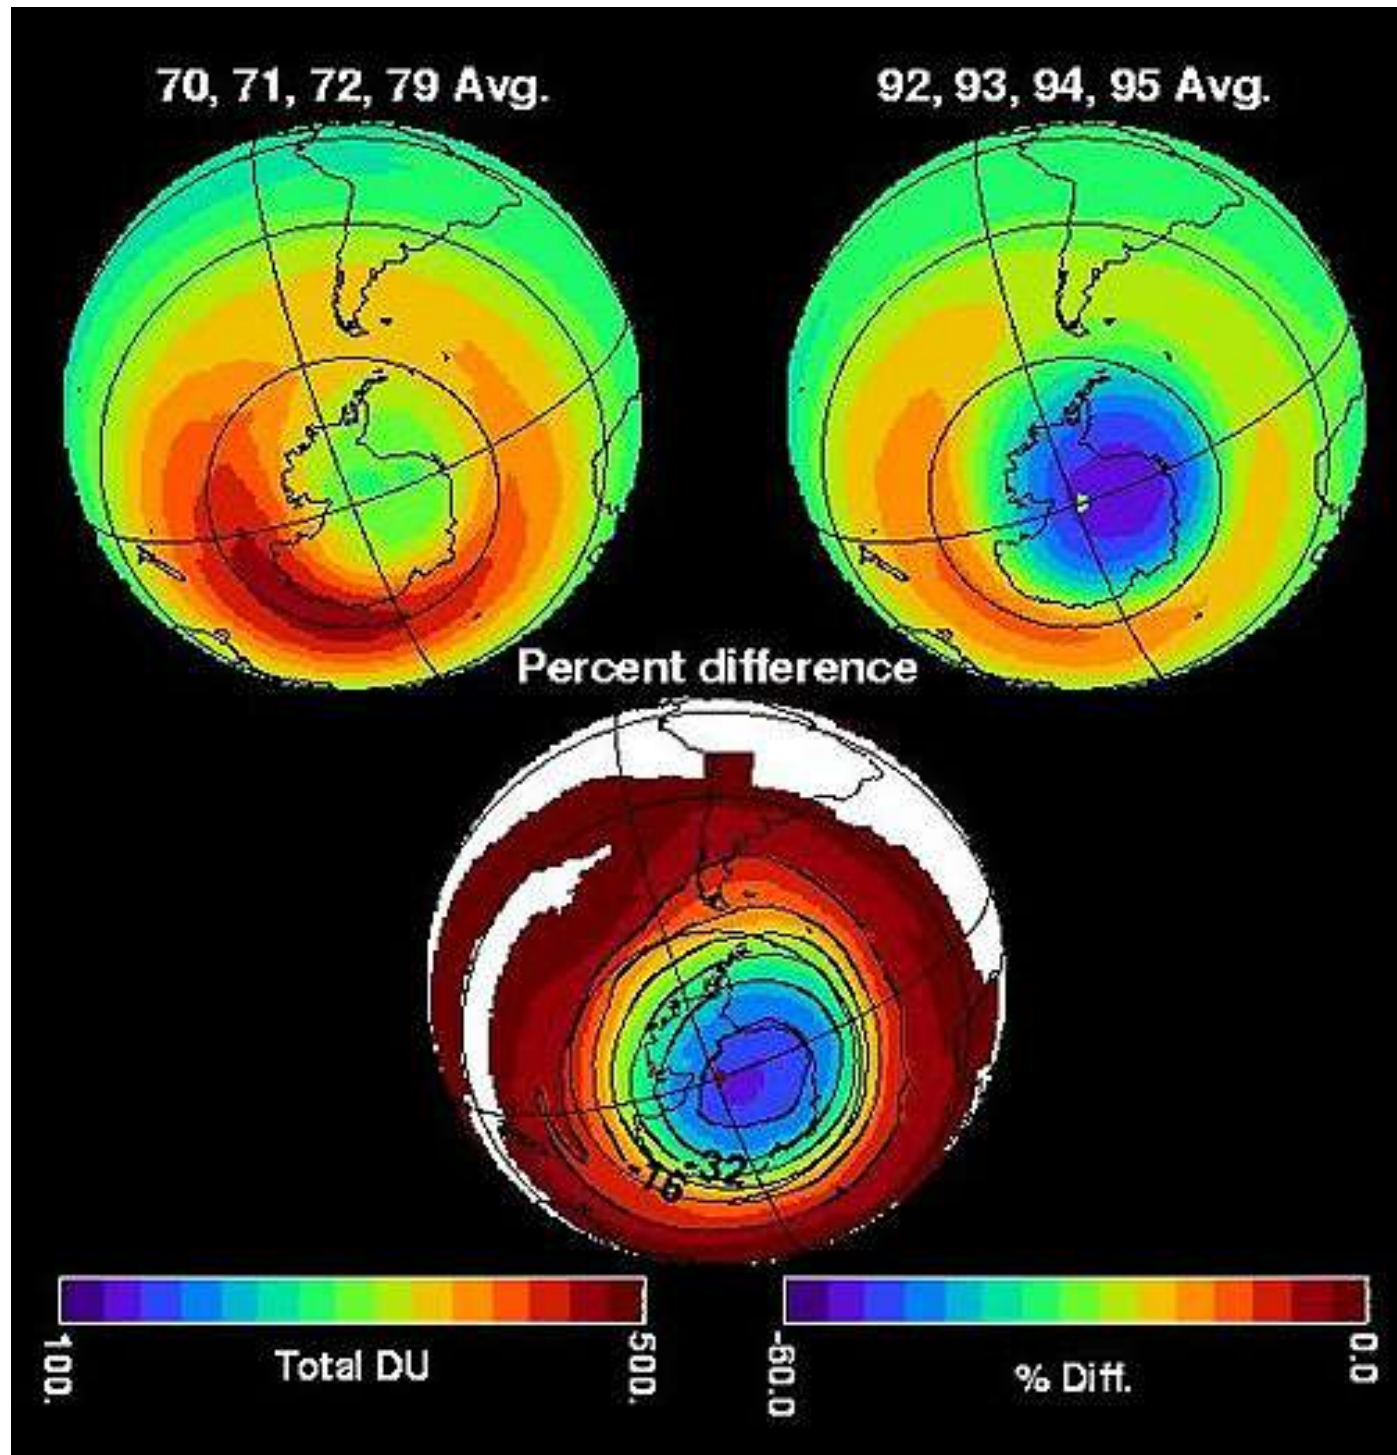 70, 71, 72, 79 Avg.
92, 93, 94, 95 Avg.
Percent difference
-16
-32
100.
Total DU
500.
-60.0
% Diff.
0.0